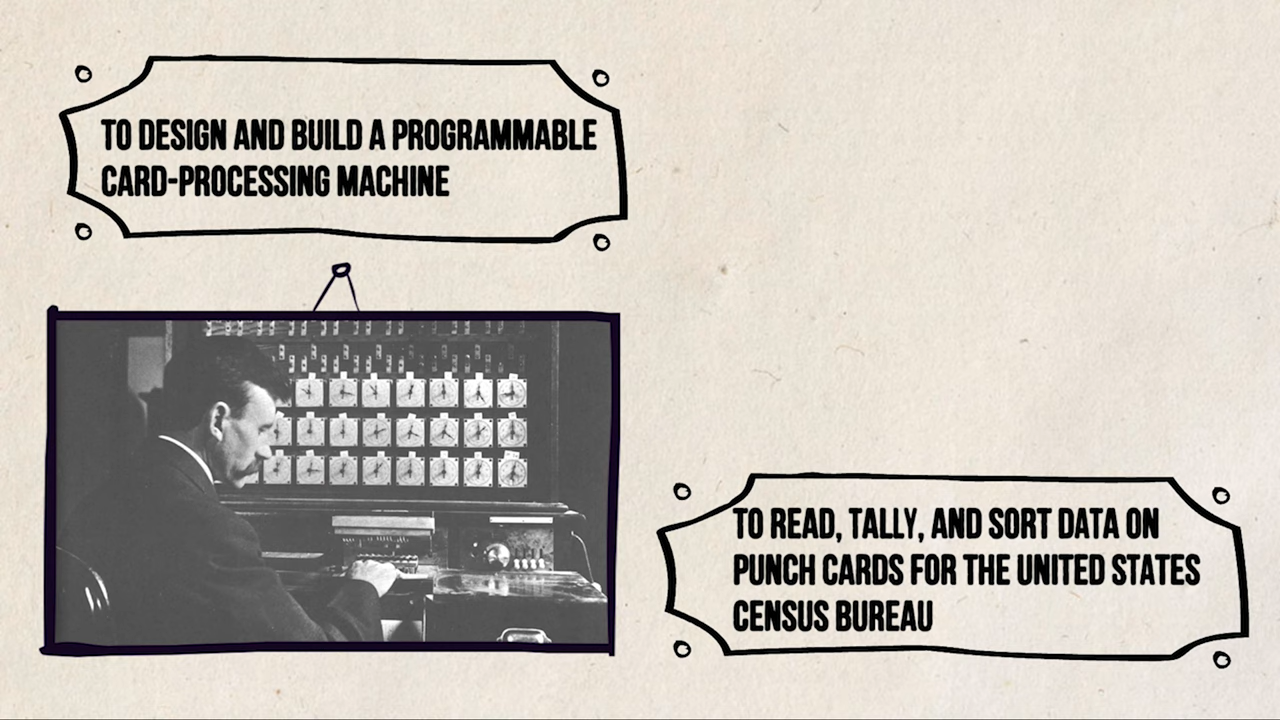 TO DESIGN AND BUILD A PROGRAMMABLE
CARD-PROCESSING MACHINE
TO READ, TALLY, AND SORT DATA ON
PUNCH CARDS FOR THE UNITED STATES
CENSUS BUREAU